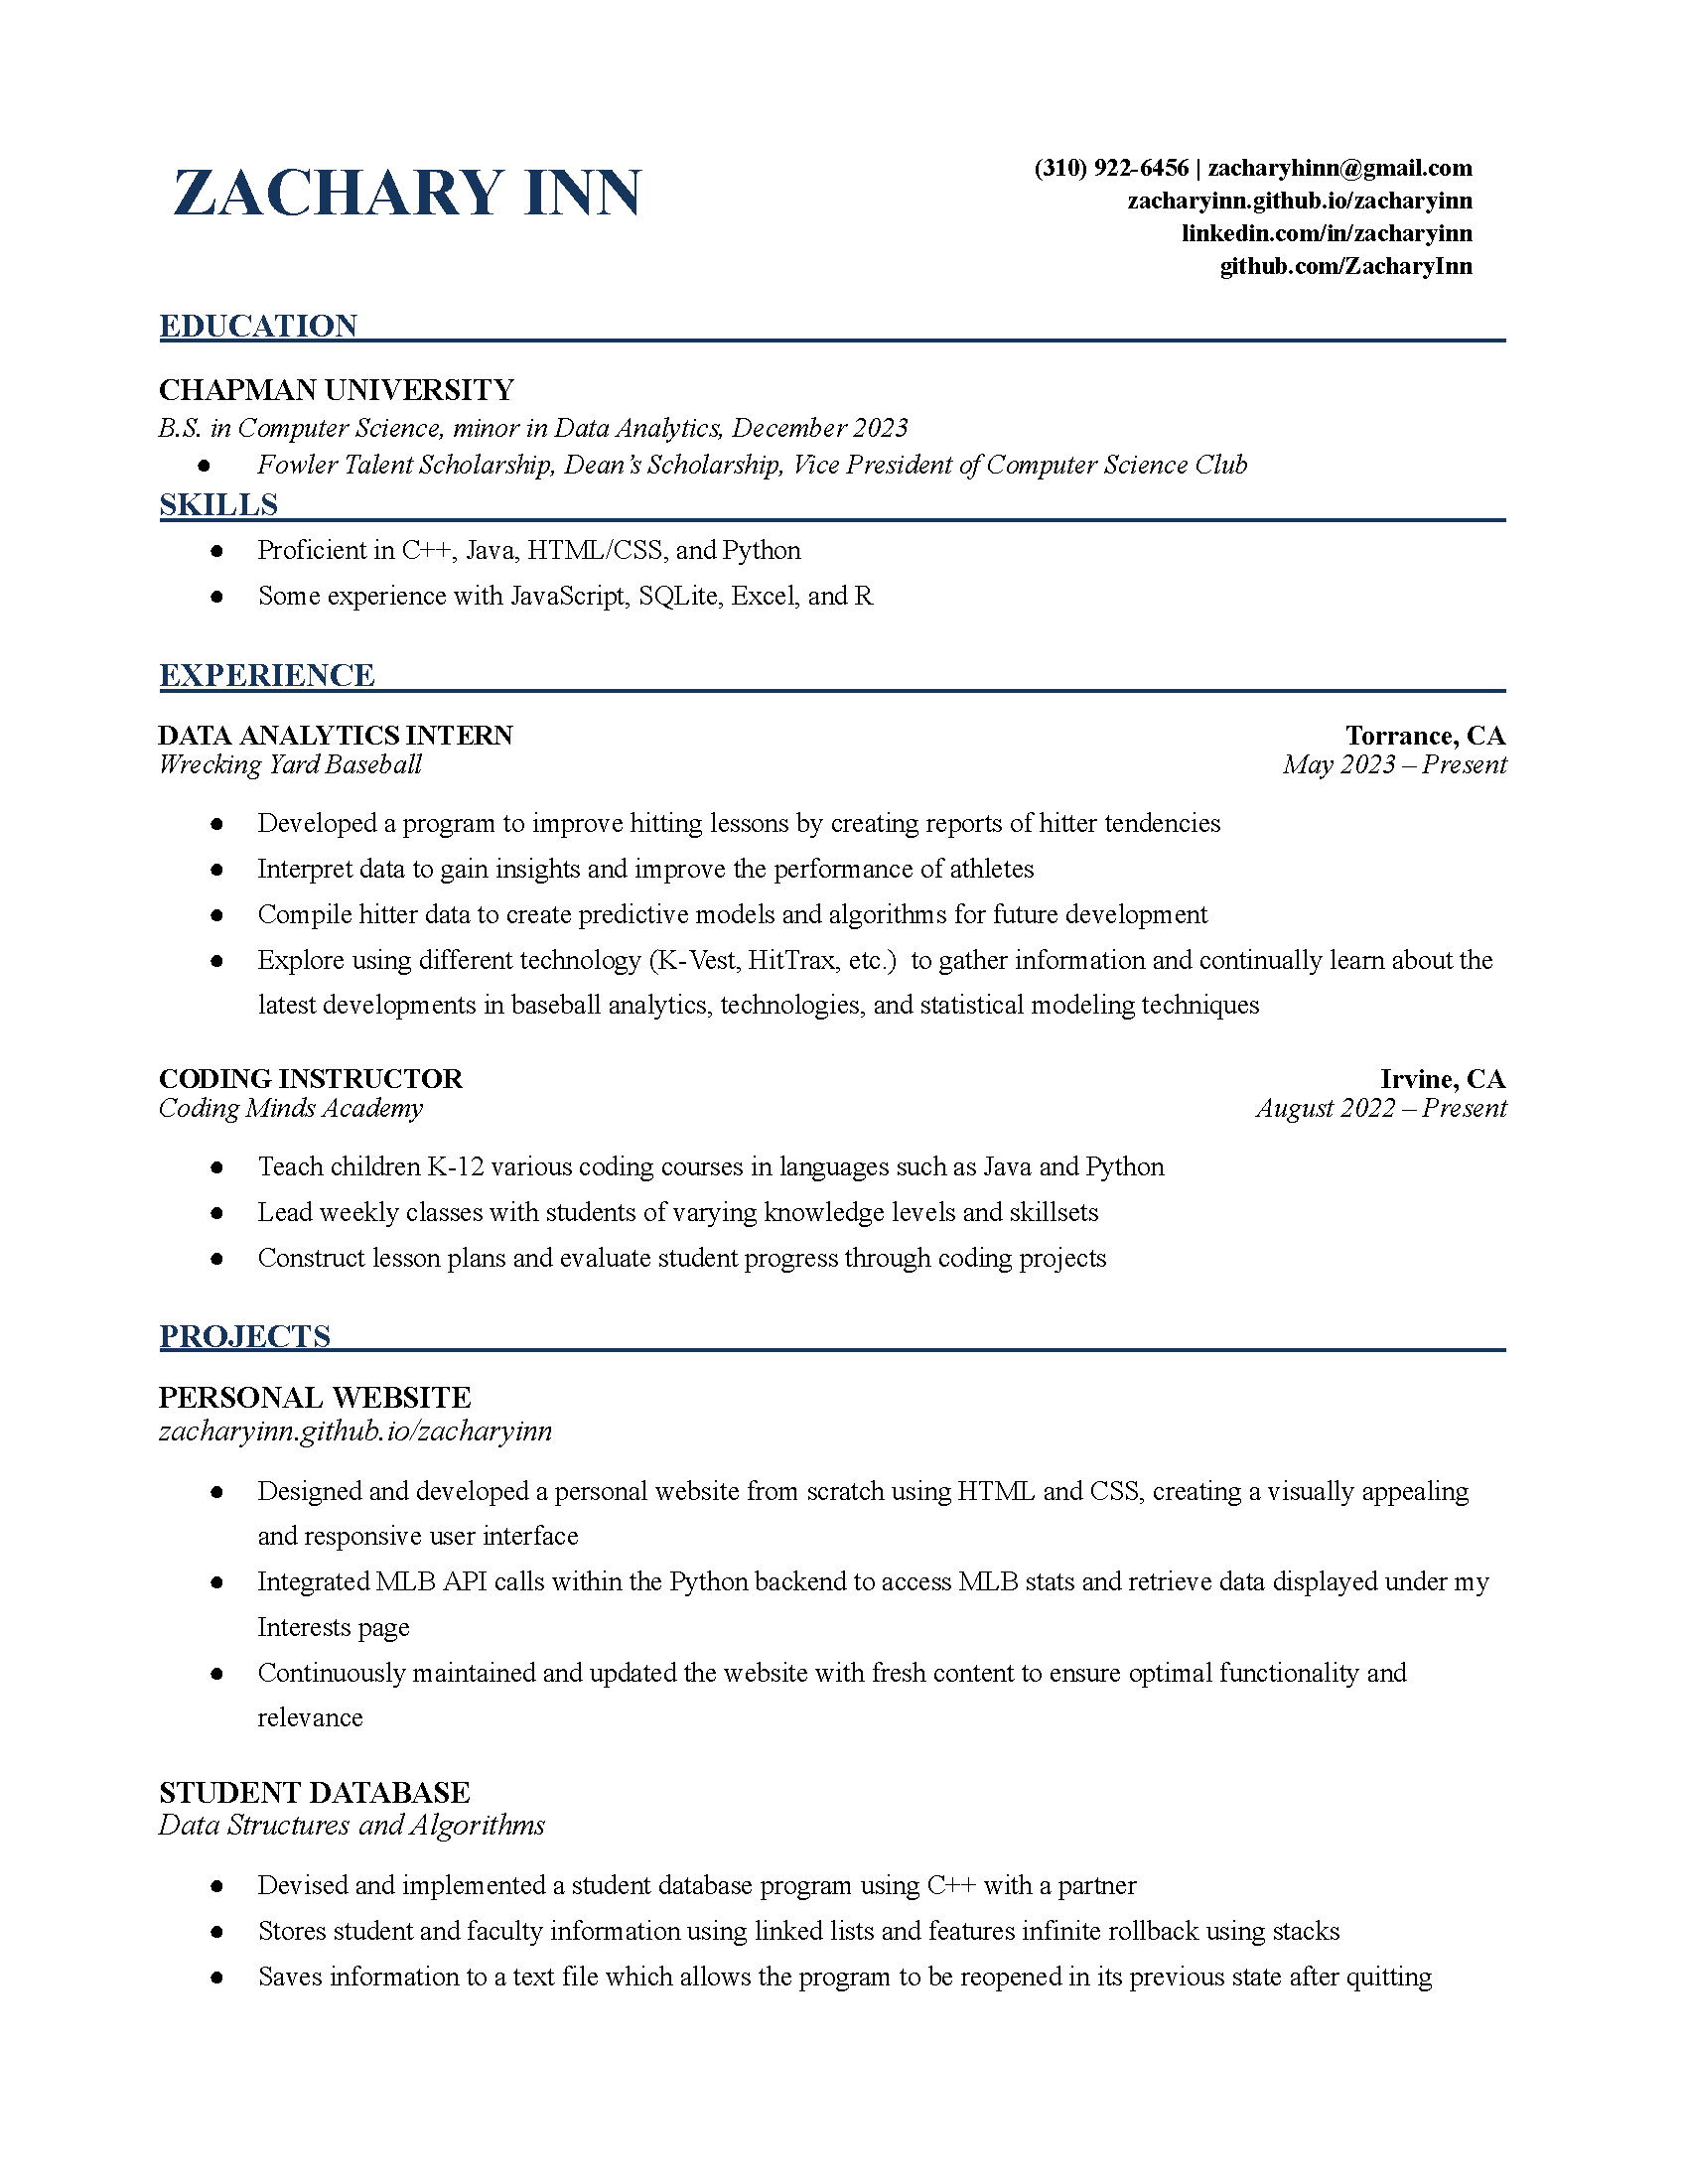 ZACHARY INN
(310) 922-6456 | zacharyhinn@gmail.com
zacharyinn.github.io/zacharyinn
linkedin.com/in/zacharyinn
github.com/ZacharyInn
EDUCATION
CHAPMAN UNIVERSITY
B.S. in Computer Science, minor in Data Analytics, December 2023
● Fowler Talent Scholarship, Dean’s Scholarship, Vice President of Computer Science Club
SKILLS
● Proficient in C++, Java, HTML/CSS, and Python
● Some experience with JavaScript, SQLite, Excel, and R
EXPERIENCE
DATA ANALYTICS INTERN Torrance, CA
Wrecking Yard Baseball May 2023 – Present
● Developed a program to improve hitting lessons by creating reports of hitter tendencies
● Interpret data to gain insights and improve the performance of athletes
● Compile hitter data to create predictive models and algorithms for future development
● Explore using different technology (K-Vest, HitTrax, etc.)  to gather information and continually learn about the
latest developments in baseball analytics, technologies, and statistical modeling techniques
CODING INSTRUCTOR Irvine, CA
Coding Minds Academy August 2022 – Present
● Teach children K-12 various coding courses in languages such as Java and Python
● Lead weekly classes with students of varying knowledge levels and skillsets
● Construct lesson plans and evaluate student progress through coding projects
PROJECTS
PERSONAL WEBSITE
zacharyinn.github.io/zacharyinn
● Designed and developed a personal website from scratch using HTML and CSS, creating a visually appealing
and responsive user interface
● Integrated MLB API calls within the Python backend to access MLB stats and retrieve data displayed under my
Interests page
● Continuously maintained and updated the website with fresh content to ensure optimal functionality and
relevance
STUDENT DATABASE
Data Structures and Algorithms
● Devised and implemented a student database program using C++ with a partner
● Stores student and faculty information using linked lists and features infinite rollback using stacks
● Saves information to a text file which allows the program to be reopened in its previous state after quitting